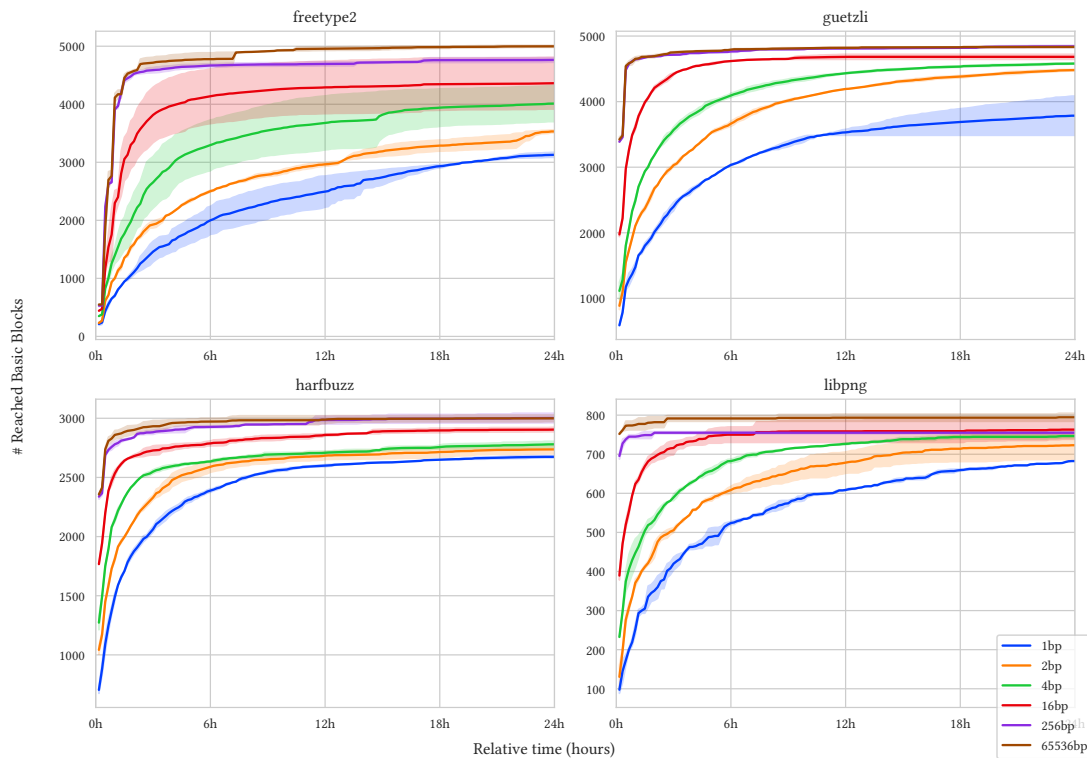 freetype2
guetzli
5000
4000
3000
2000
1000
0
0h 6h 12h 18h 24h
5000
4000
3000
2000
1000
0h 6h 12h 18h 24h
# Reached Basic Blocks
harfbuzz
libpng
3000
2500
2000
1500
1000
0h 6h 12h 18h 24h
800
700
600
500
400
300
200
100
0h 6h 12h 18h 24h
1bp
2bp
4bp
16bp
256bp
65536bp
Relative time (hours)